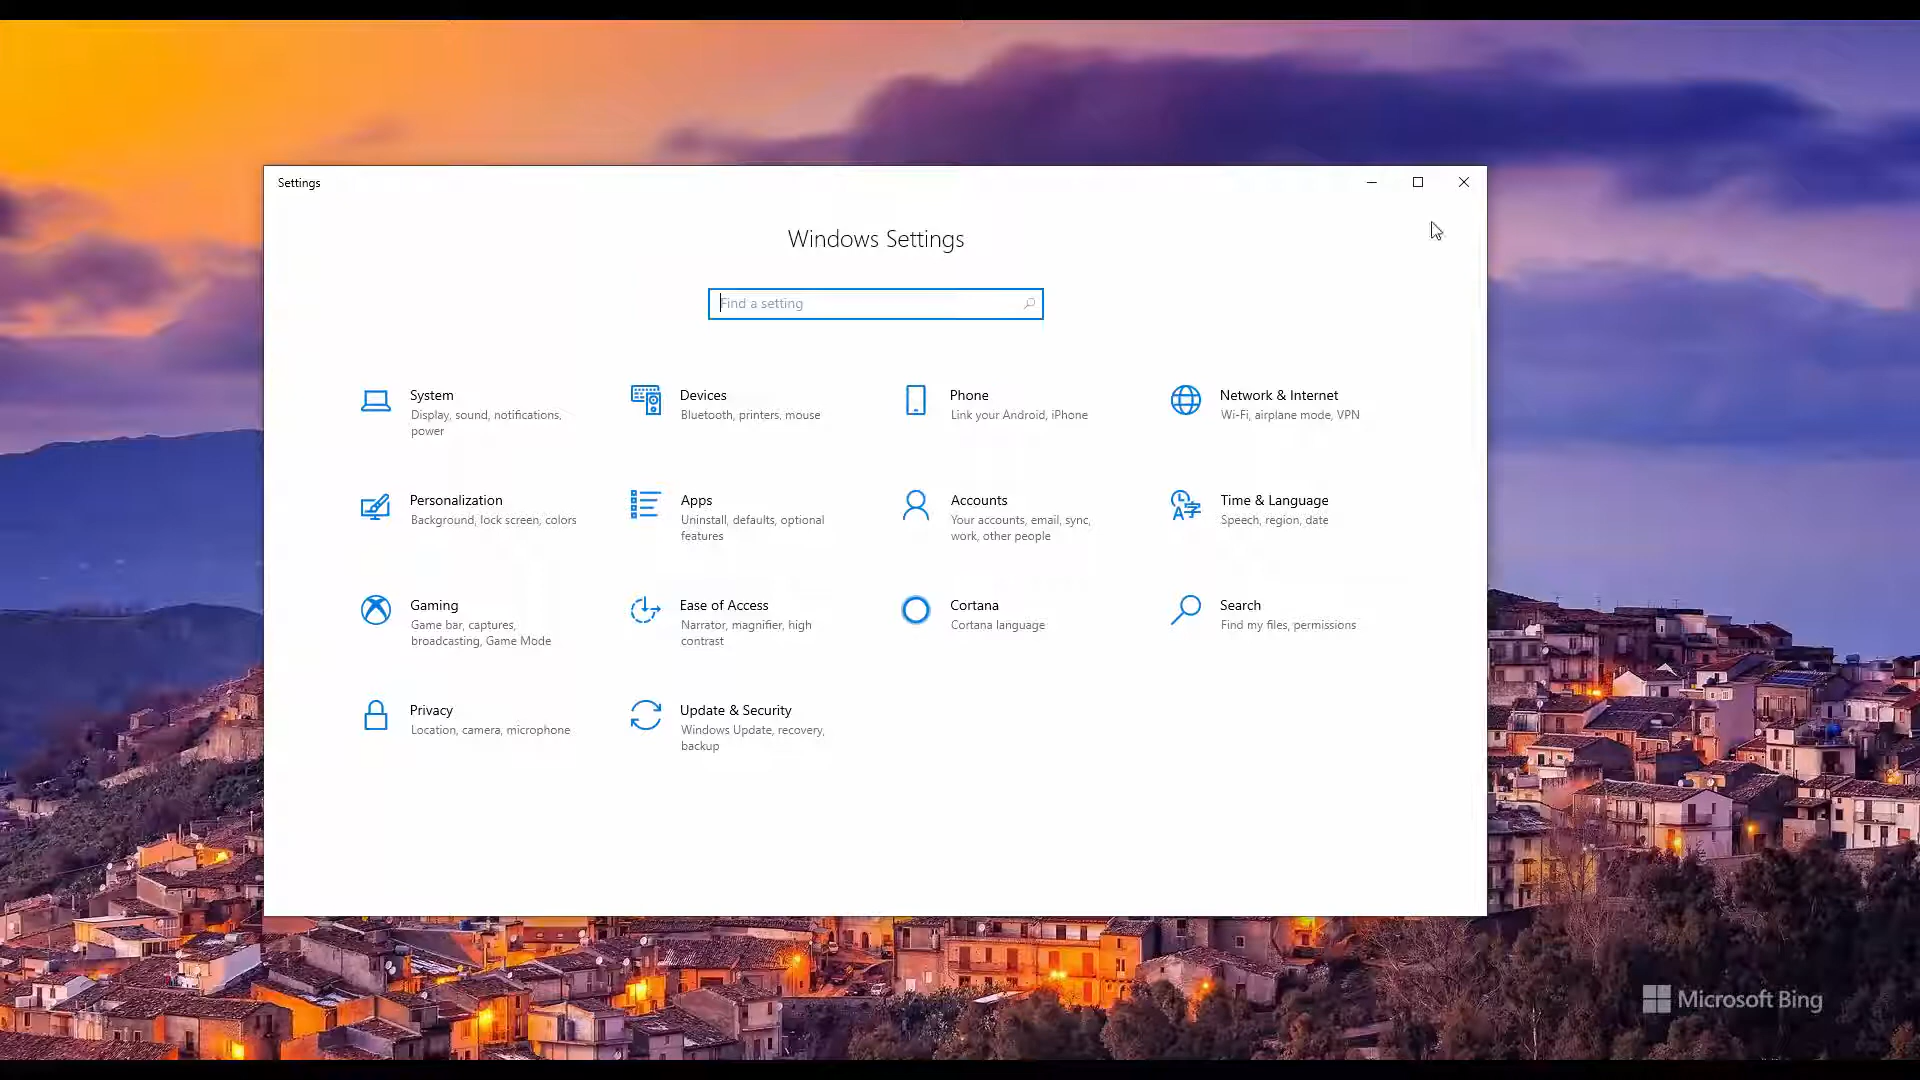 Settings
Windows Settings
Find a setting
System
Display, sound, notifications,
power
Devices
Bluetooth, printers, mouse
Phone
Link your Android, iPhone
Network & Internet
Wi-Fi, airplane mode, VPN
Personalization
Background, lock screen, colors
Apps
Uninstall, defaults, optional
features
Accounts
Your accounts, email, sync,
work, other people
Time & Language
Speech, region, date
Gaming
Game bar, captures,
broadcasting, Game Mode
Ease of Access
Narrator, magnifier, high
contrast
Cortana
Cortana language
Search
Find my files, permissions
Privacy
Location, camera, microphone
Update & Security
Windows Update, recovery,
backup
Microsoft Bing